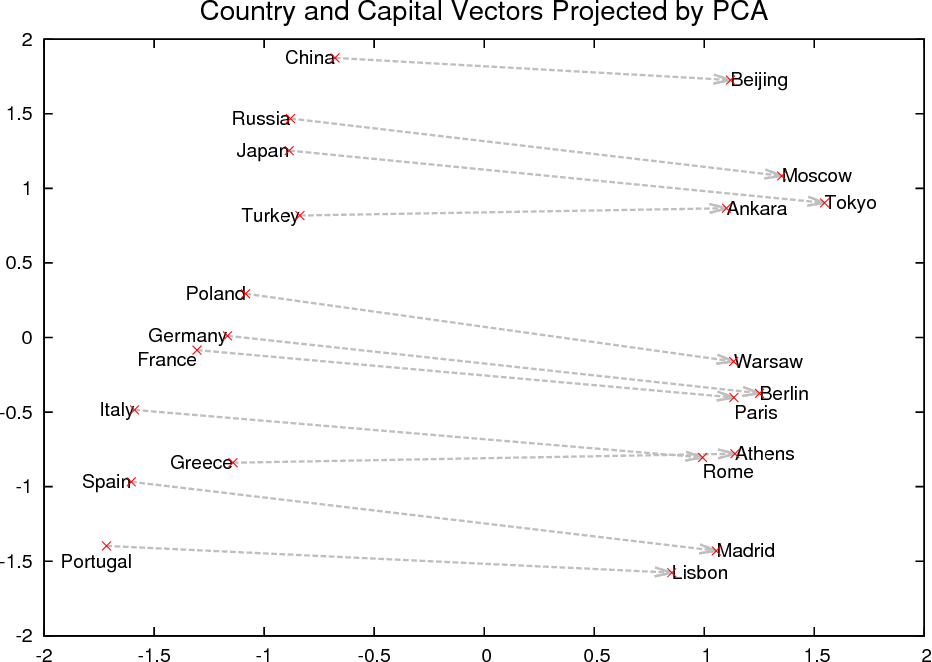 Country and Capital Vectors Projected by PCA
2
China
Beijing
1.5
Russia
Japan
Moscow
1
Tokyo
Turkey
Ankara
0.5
Poland
0
Germany
France
Warsaw
Berlin
-0.5
Italy
Paris
Greece
Athens
Rome
-1
Spain
Madrid
-1.5
Portugal
Lisbon
-2
-2 -1.5 -1 -0.5 0 0.5 1 1.5 2